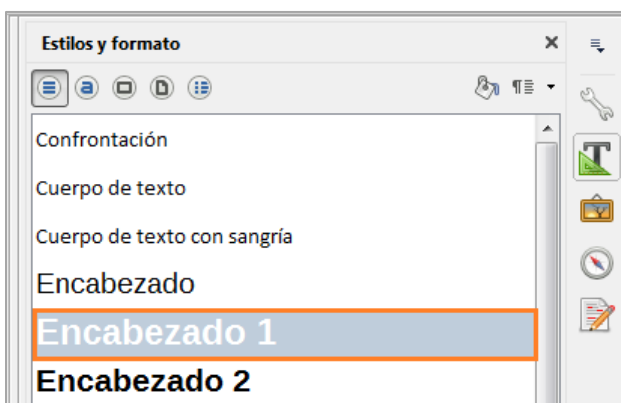 Estilos y formato
Confrontación
Cuerpo de texto
Cuerpo de texto con sangría
Encabezado
Encabezado 1
Encabezado 2